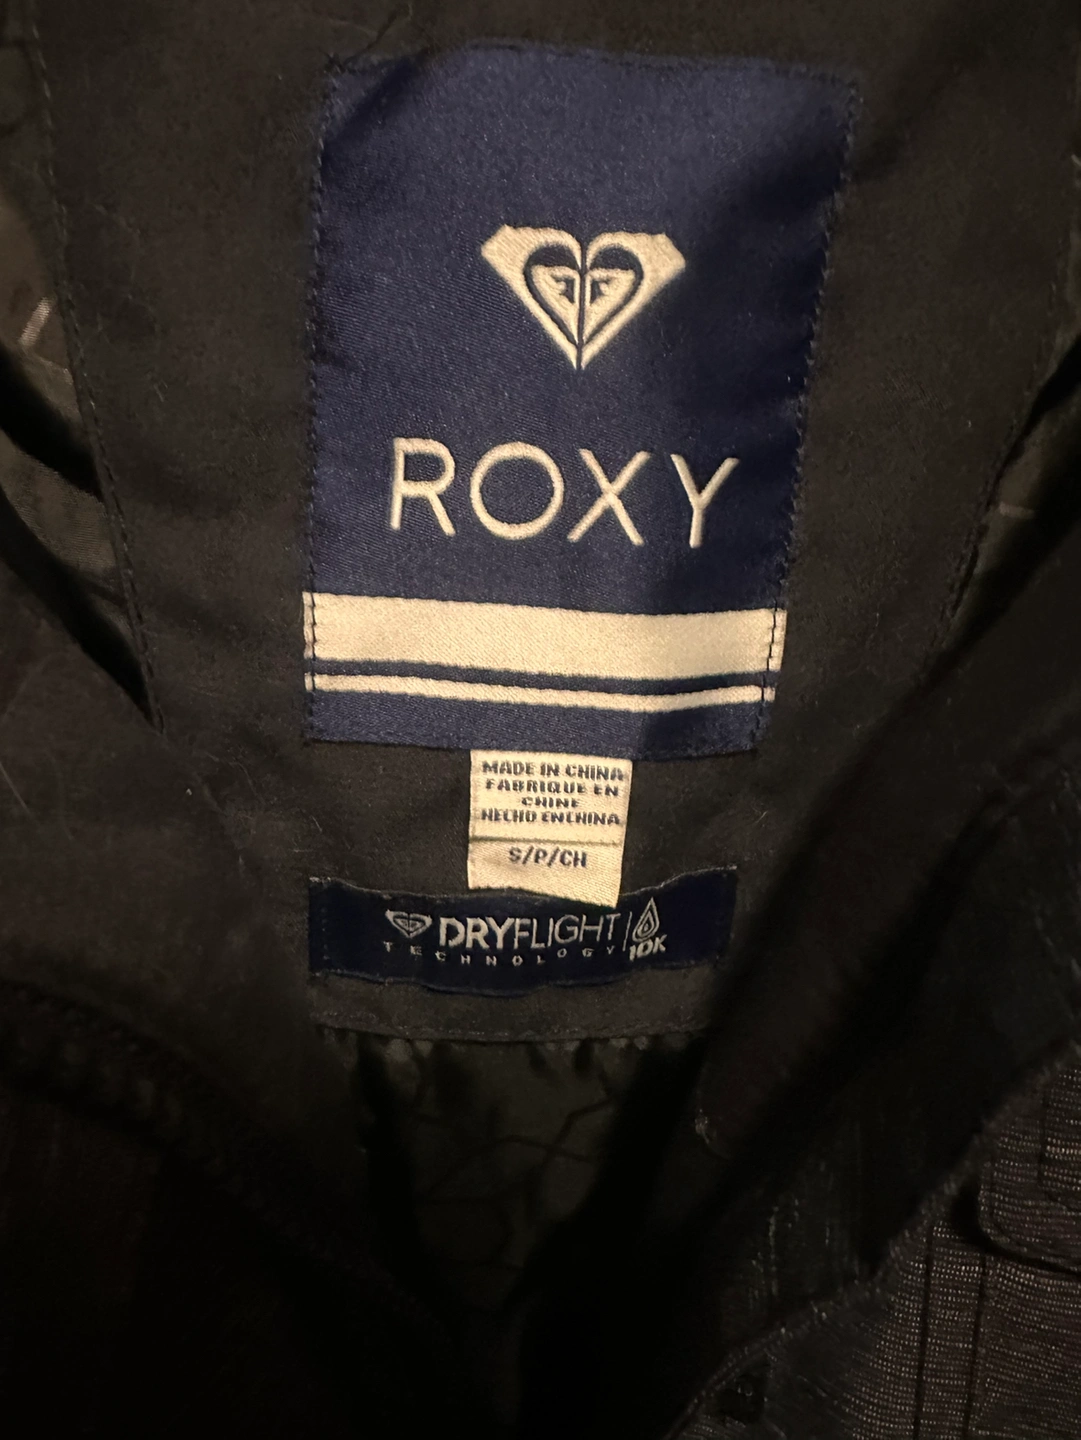 ROXY
MADE IN CHINA
FABRIQUE EN
CHINE
HECHO EN CHINA
S/P/CH
DRYFLIGHT
TECHNOLOGY
10K